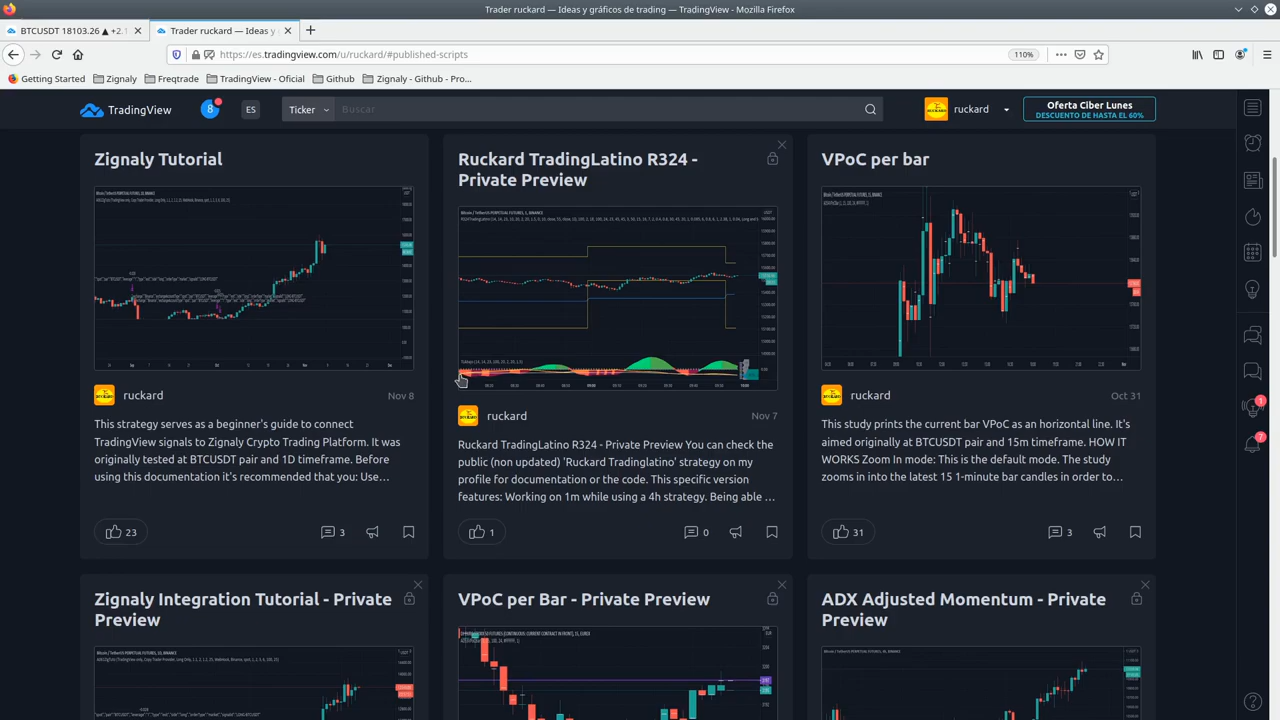 Trader ruckard — Ideas y gráficos de trading — TradingView - Mozilla Firefox
BTCUSDT 18103.26 ▲ +2.1
Trader ruckard — Ideas y
https://es.tradingview.com/u/ruckard/#published-scripts
110%
Getting Started
Zignaly
Freqtrade
TradingView - Oficial
Github
Zignaly - Github - Pro...
TradingView
8
ES
Ticker
Buscar
ruckard
Oferta Ciber Lunes
DESCUENTO DE HASTA EL 60%
Zignaly Tutorial
ruckard
Nov 8
This strategy serves as a beginner's guide to connect
TradingView signals to Zignaly Crypto Trading Platform. It was
originally tested at BTCUSDT pair and 1D timeframe. Before
using this documentation it's recommended that you: Use...
23
3
Ruckard TradingLatino R324 -
Private Preview
ruckard
Nov 7
Ruckard TradingLatino R324 - Private Preview You can check the
public (non updated) 'Ruckard Tradinglatino' strategy on my
profile for documentation or the code. This specific version
features: Working on 1m while using a 4h strategy. Being able ...
1
0
VPoC per bar
ruckard
Oct 31
This study prints the current bar VPoC as an horizontal line. It's
aimed originally at BTCUSDT pair and 15m timeframe. HOW IT
WORKS Zoom In mode: This is the default mode. The study
zooms in into the latest 15 1-minute bar candles in order to...
31
3
Zignaly Integration Tutorial - Private
Preview
VPoC per Bar - Private Preview
ADX Adjusted Momentum - Private
Preview
1
7